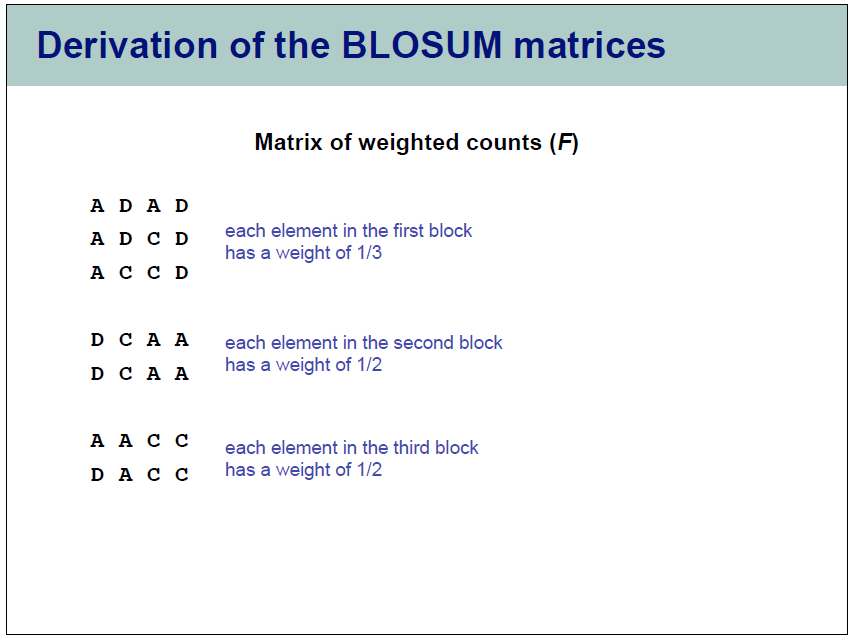 Derivation of the BLOSUM matrices
Matrix of weighted counts (F)
A D A D
A D C D
A C C D
each element in the first block
has a weight of 1/3
D C A A
D C A A
each element in the second block
has a weight of 1/2
A A C C
D A C C
each element in the third block
has a weight of 1/2